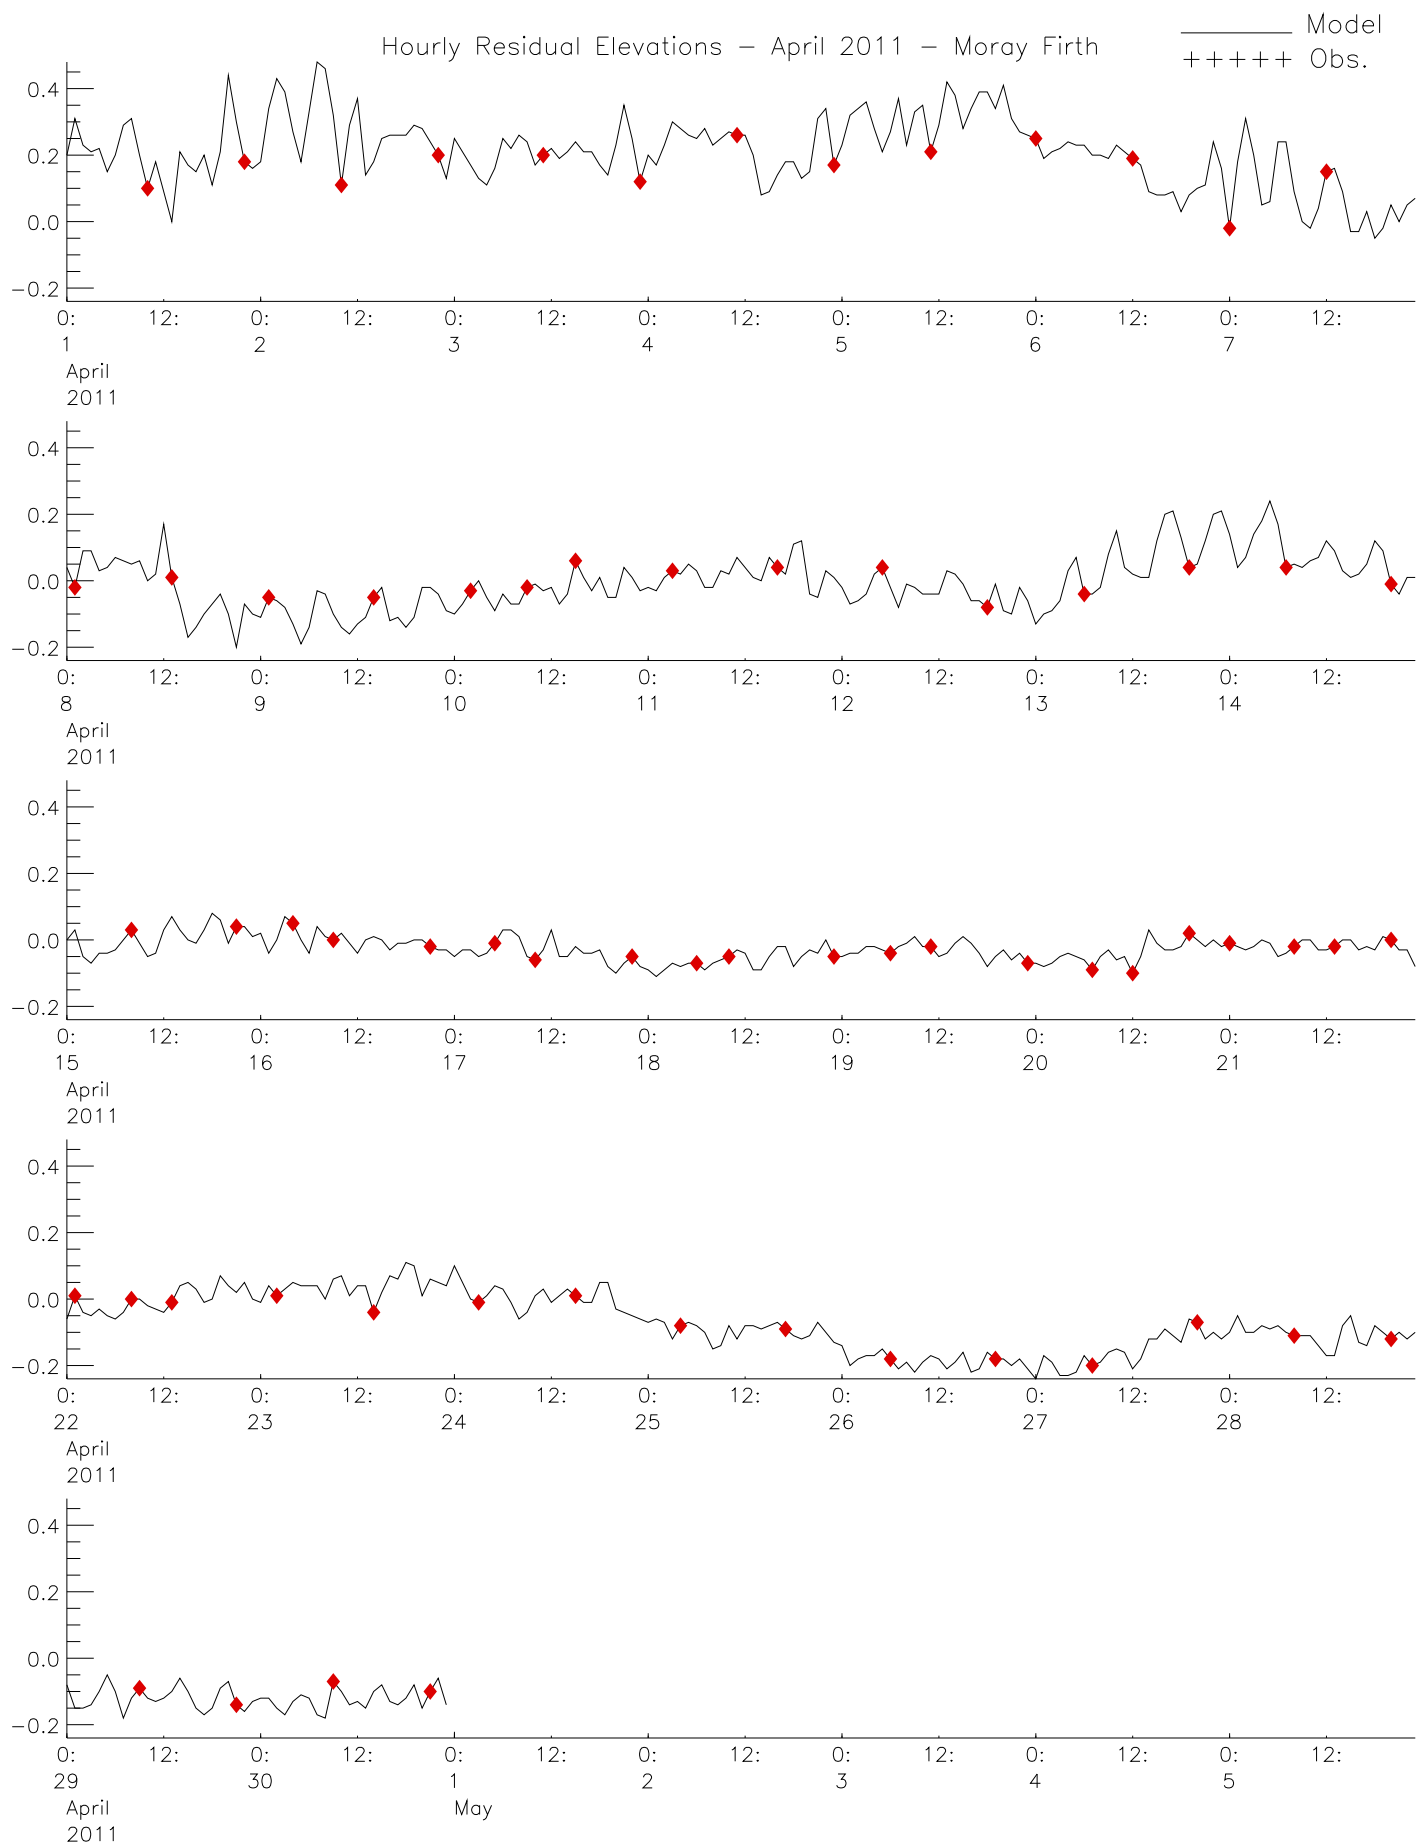 Hourly Residual Elevations – April 2011 – Moray Firth
Model
+++++ Obs.
0.4
0.2
0.0
−0.2
0: 12: 0: 12: 0: 12: 0: 12: 0: 12: 0: 12: 0: 12:
1 2 3 4 5 6 7
April
2011
0.4
0.2
0.0
−0.2
0: 12: 0: 12: 0: 12: 0: 12: 0: 12: 0: 12: 0: 12:
8 9 10 11 12 13 14
April
2011
0.4
0.2
0.0
−0.2
0: 12: 0: 12: 0: 12: 0: 12: 0: 12: 0: 12: 0: 12:
15 16 17 18 19 20 21
April
2011
0.4
0.2
0.0
−0.2
0: 12: 0: 12: 0: 12: 0: 12: 0: 12: 0: 12: 0: 12:
22 23 24 25 26 27 28
April
2011
0.4
0.2
0.0
−0.2
0: 12: 0: 12: 0: 12: 0: 12: 0: 12: 0: 12: 0: 12:
29 30 1 2 3 4 5
April May
2011